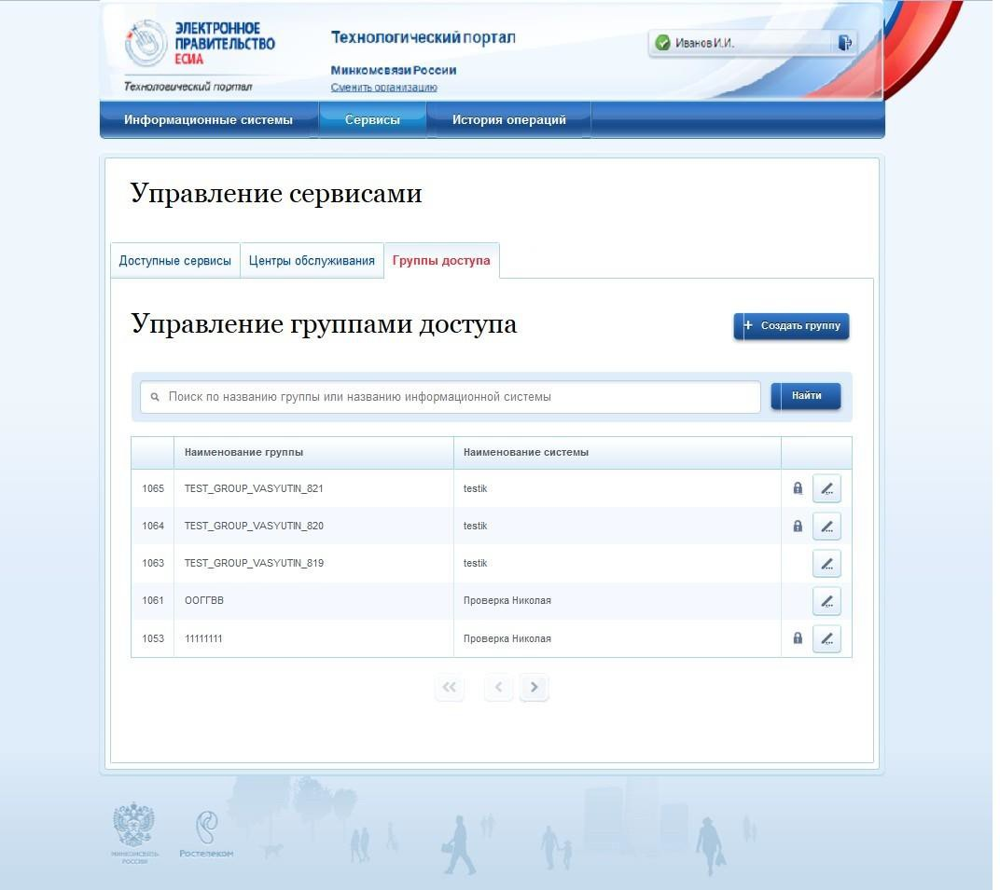 ЭЛЕКТРОННОЕ
ПРАВИТЕЛЬСТВО
ЕСИА
Технологический портал
Технологический портал
Минкомсвязи России
Сменить организацию
Иванов И.И.
Информационные системы
Сервисы
История операций
Управление сервисами
Доступные сервисы
Центры обслуживания
Группы доступа
Управление группами доступа
+ Создать группу
Поиск по названию группы или названию информационной системы
Найти
Наименование группы
Наименование системы
1065 TEST_GROUP_VASYUTIN_821 testik
1064 TEST_GROUP_VASYUTIN_820 testik
1063 TEST_GROUP_VASYUTIN_819 testik
1061 ООГГВВ Проверка Николая
1053 11111111 Проверка Николая
МИНКОМСВЯЗЬ
РОССИИ
Ростелеком